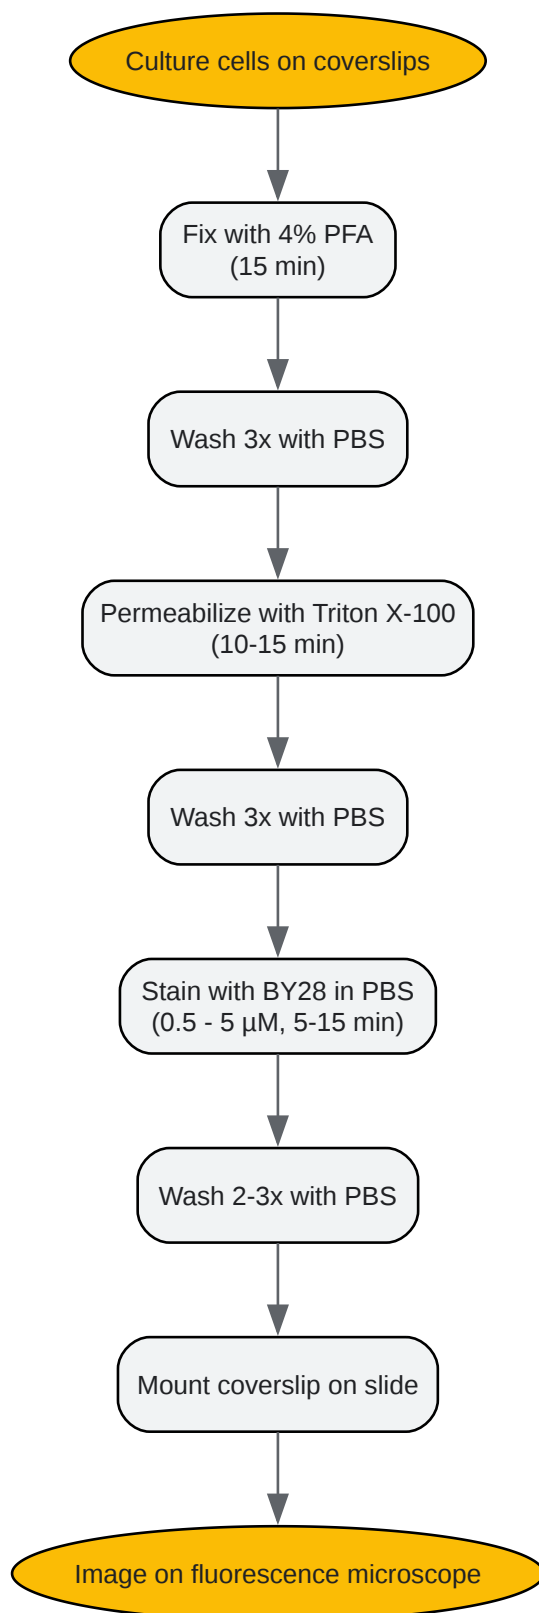 Culture cells on coverslips
Fix with 4% PFA
(15 min)
Wash 3x with PBS
Permeabilize with Triton X-100
(10-15 min)
Wash 3x with PBS
Stain with BY28 in PBS
(0.5 - 5 µM, 5-15 min)
Wash 2-3x with PBS
Mount coverslip on slide
Image on fluorescence microscope